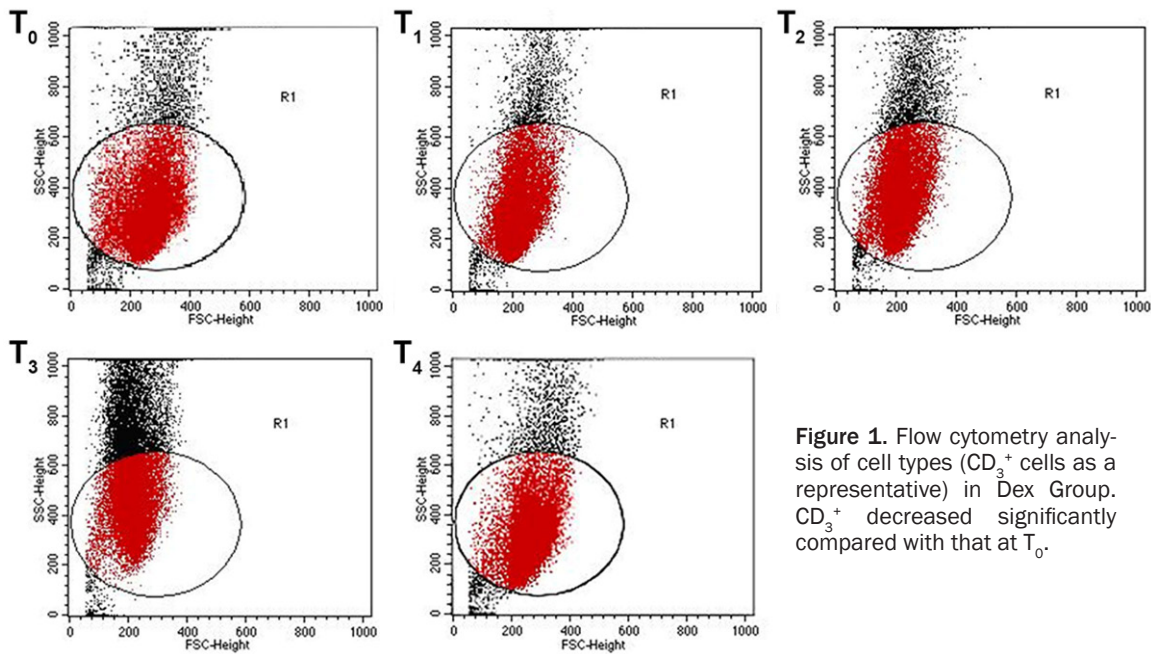 T0
1000
800
600
400
200
0
SSC-Height
R1
0 200 400 600 800 1000
FSC-Height
T1
1000
800
600
400
200
0
SSC-Height
R1
0 200 400 600 800 1000
FSC-Height
T2
1000
800
600
400
200
0
SSC-Height
R1
0 200 400 600 800 1000
FSC-Height
T3
1000
800
600
400
200
0
SSC-Height
R1
0 200 400 600 800 1000
FSC-Height
T4
1000
800
600
400
200
0
SSC-Height
R1
0 200 400 600 800 1000
FSC-Height
Figure 1. Flow cytometry analy-
sis of cell types (CD3+ cells as a
representative) in Dex Group.
CD3+ decreased significantly
compared with that at T0.